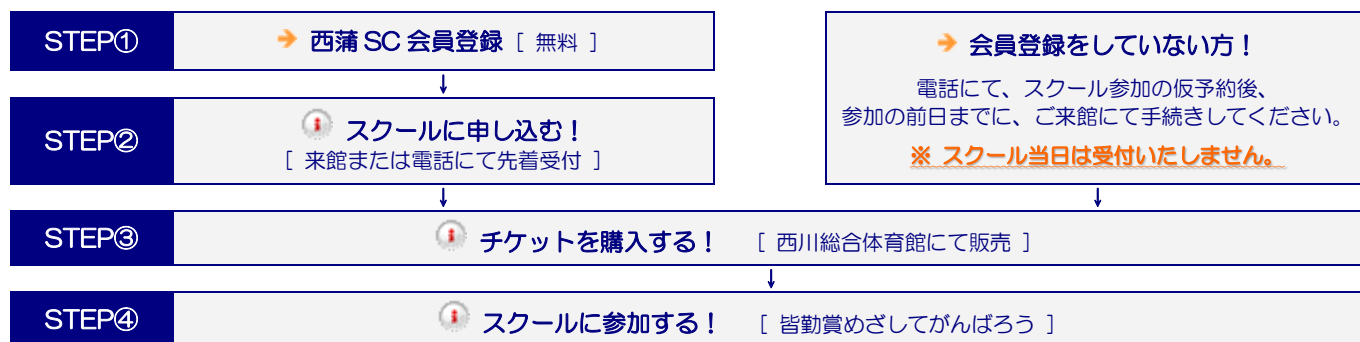 STEP① 西蒲SC会員登録 [ 無料 ]
↓
STEP② スクールに申し込む！
[ 来館または電話にて先着受付 ]
↓
会員登録をしていない方！
電話にて、スクール参加の仮予約後、
参加の前日までに、ご来館にて手続きしてください。
※ スクール当日は受付いたしません。
↓
STEP③ チケットを購入する！ [ 西川総合体育館にて販売 ]
↓
STEP④ スクールに参加する！ [ 皆勤賞めざしてがんばろう ]